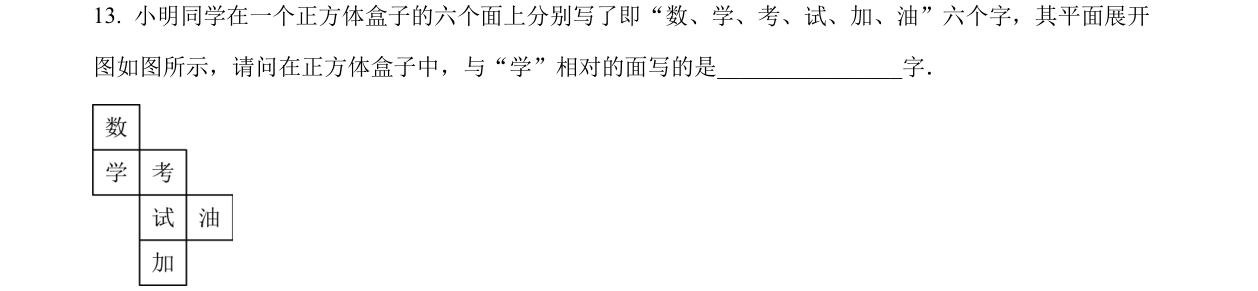 13. 小明同学在一个正方体盒子的六个面上分别写了即“数、学、考、试、加、油”六个字，其平面展开
图如图所示，请问在正方体盒子中，与“学”相对的面写的是________________字．
数
学 考
试 油
加